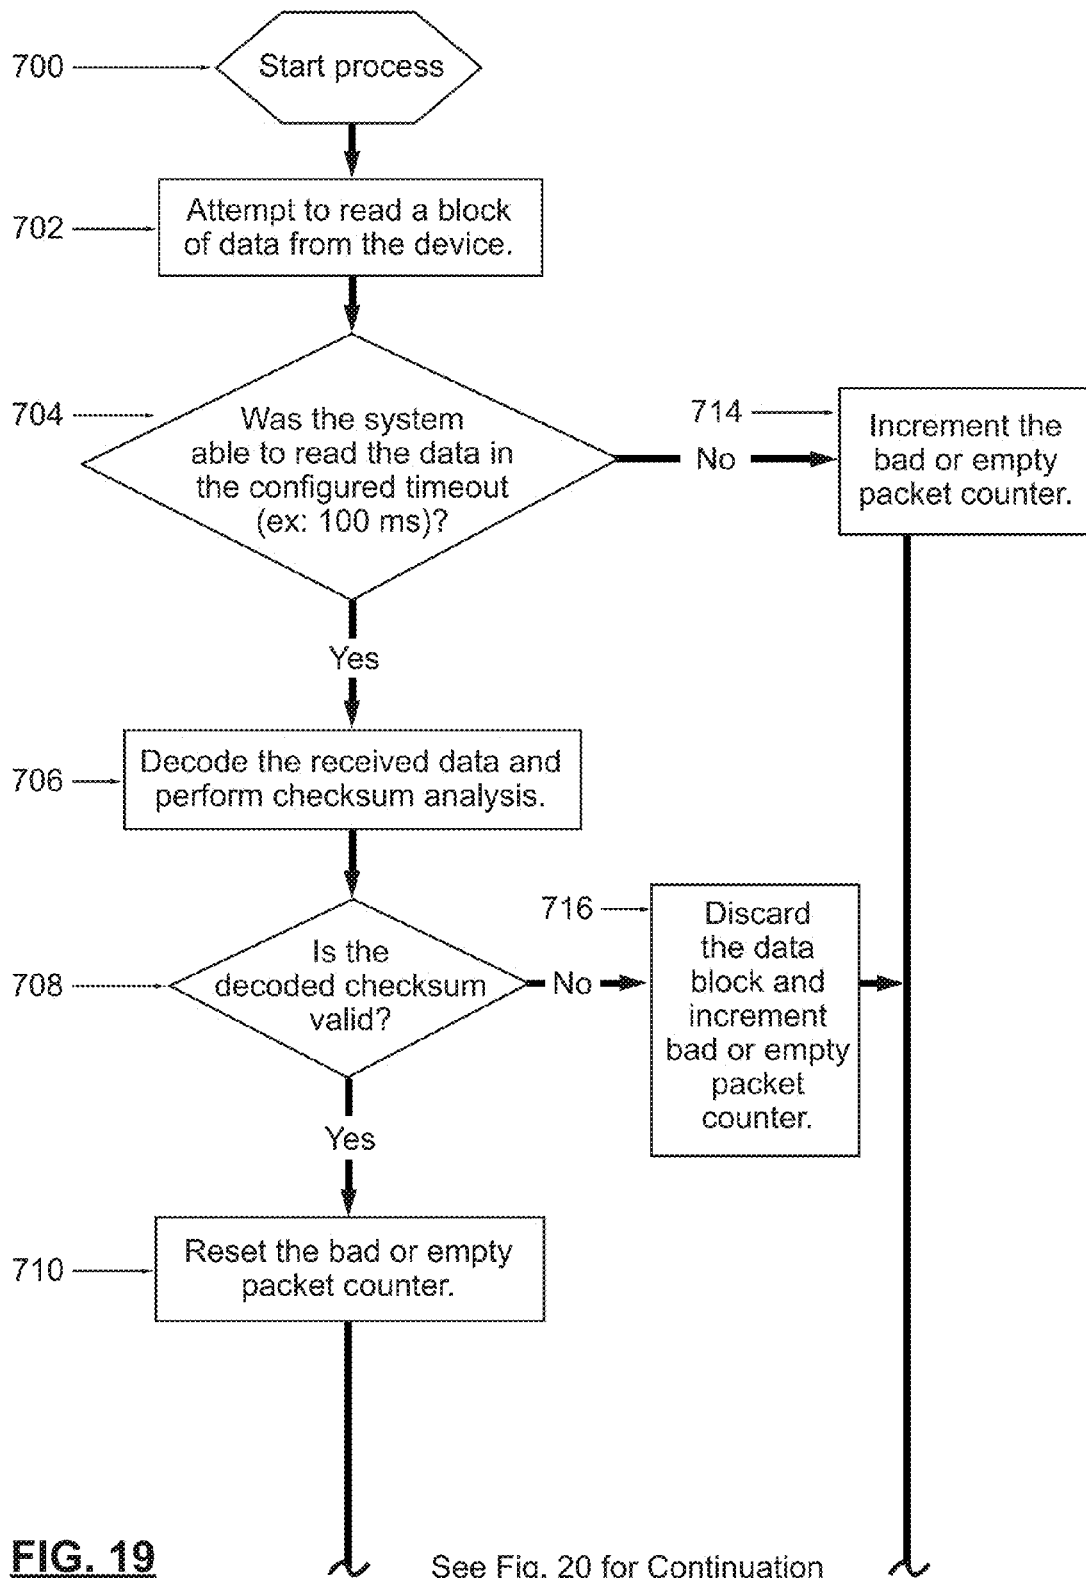 700
Start process
702
Attempt to read a block
of data from the device.
704
Was the system
able to read the data in
the configured timeout
(ex: 100 ms)?
No
714
Increment the
bad or empty
packet counter.
Yes
706
Decode the received data and
perform checksum analysis.
708
Is the
decoded checksum
valid?
No
716
Discard
the data
block and
increment
bad or empty
packet
counter.
Yes
710
Reset the bad or empty
packet counter.
FIG. 19
See Fig. 20 for Continuation